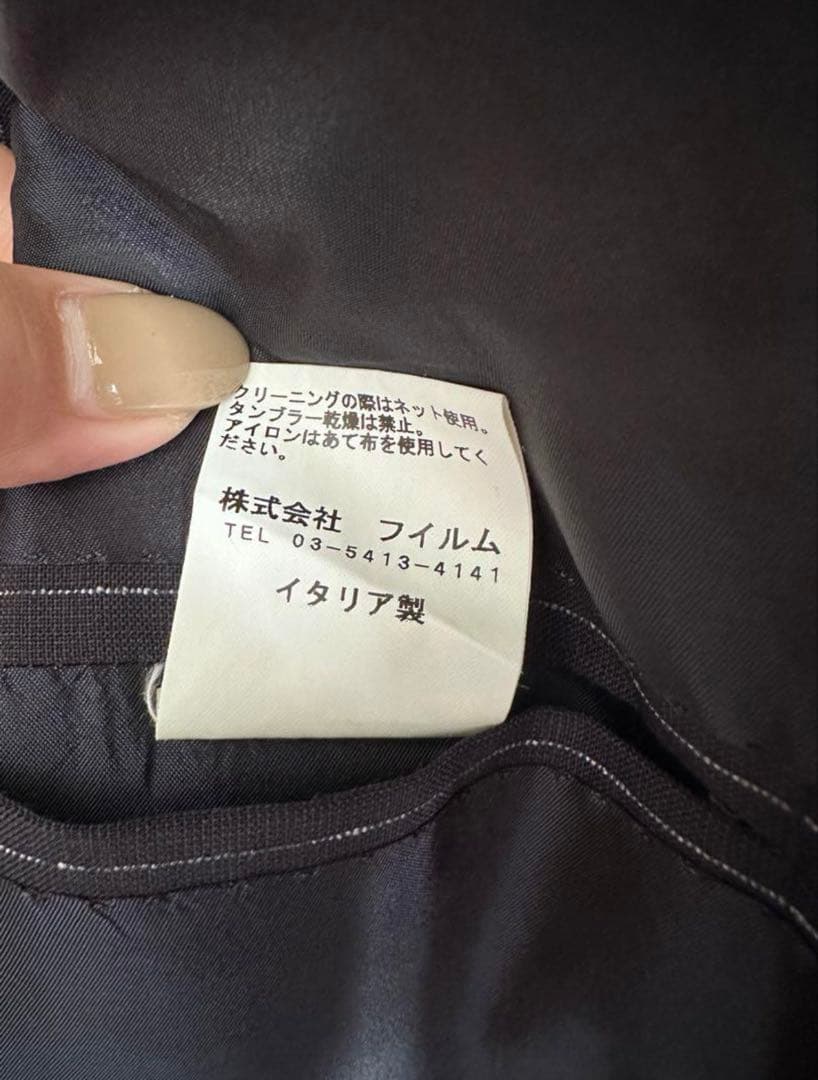 クリーニングの際はネット使用。
タンブラー乾燥は禁止。
アイロンはあて布を使用してく
ださい。
株式会社　フイルム
TEL 03-5413-4141
イタリア製